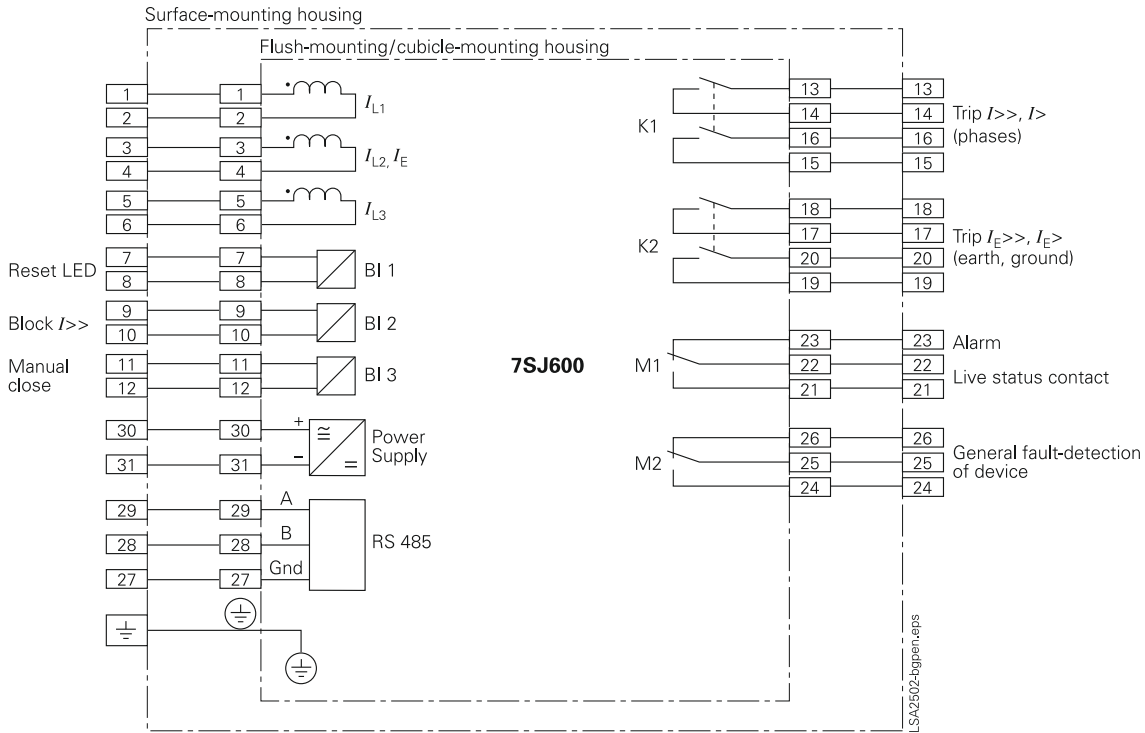 Surface-mounting housing
Flush-mounting/cubicle-mounting housing
1 1 I_L1
2 2
3 3 I_L2, I_E
4 4
5 5 I_L3
6 6
Reset LED 7 7 BI 1
8 8
Block I>> 9 9 BI 2
10 10
Manual close 11 11 BI 3
12 12
30 30 + ≅ Power
31 31 – = Supply
29 29 A
28 28 B RS 485
27 27 Gnd
7SJ600
K1
13 13
14 14 Trip I>>, I>
16 16 (phases)
15 15
K2
18 18
17 17 Trip I_E>>, I_E>
20 20 (earth, ground)
19 19
M1
23 23 Alarm
22 22
21 21 Live status contact
M2
26 26
25 25 General fault-detection
24 24 of device
LSA2502-bgpen.eps